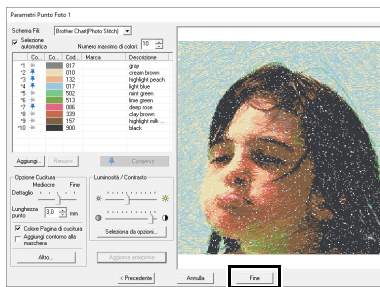 Parametri Punto Foto 1
Schema Fili: Brother Chart(Photo Stitch)
Selezione automatica
Numero massimo di colori: 10
Co... Co... Cod... Marca Descrizione
*1 817 gray
*2 010 cream brown
*3 132 highlight peach
*4 017 light blue
*5 502 mint green
*6 513 lime green
*7 086 deep rose
*8 339 clay brown
*9 157 highlight milk ...
*10 900 black
Aggiungi... Rimuovi Conserva
Opzione Cucitura
Mediocre Fine
Dettaglio
Lunghezza punto 3,0 mm
Colore Pagina di cucitura
Aggiungi contorno alla maschera
Altro...
Luminosità / Contrasto
Seleziona da opzioni...
Aggiorna anteprima
< Precedente Annulla Fine